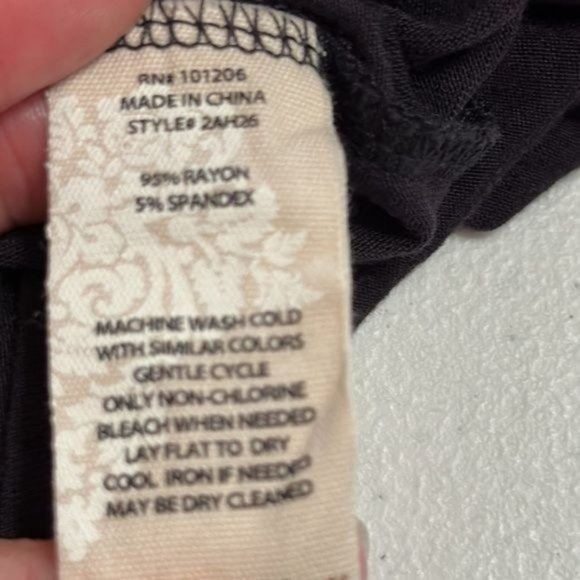 RN# 101206
MADE IN CHINA
STYLE# 2AH26
95% RAYON
5% SPANDEX
MACHINE WASH COLD
WITH SIMILAR COLORS
GENTLE CYCLE
ONLY NON-CHLORINE
BLEACH WHEN NEEDED
LAY FLAT TO DRY
COOL IRON IF NEEDED
MAY BE DRY CLEANED